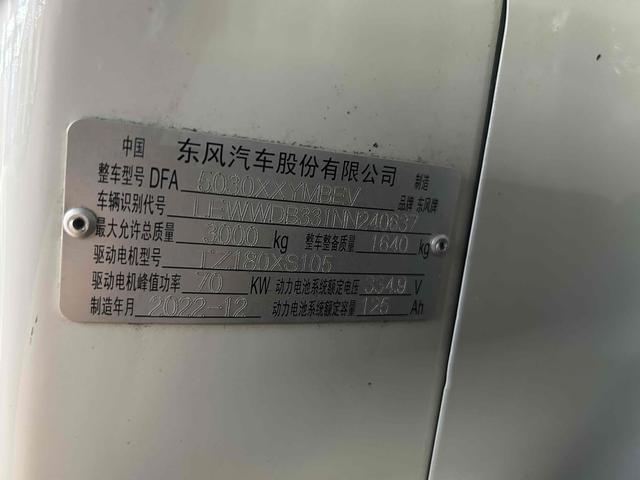 中国 东风汽车股份有限公司 制造
整车型号 DFA 5030XXYMBEV 品牌 东风牌
车辆识别代号
最大允许总质量 3000 kg 整车整备质量 1640 kg
驱动电机型号 TZ180XS105
驱动电机峰值功率 70 KW 动力电池系统额定电压 334.9 V
制造年月 2022-12 动力电池系统额定容量 125 Ah